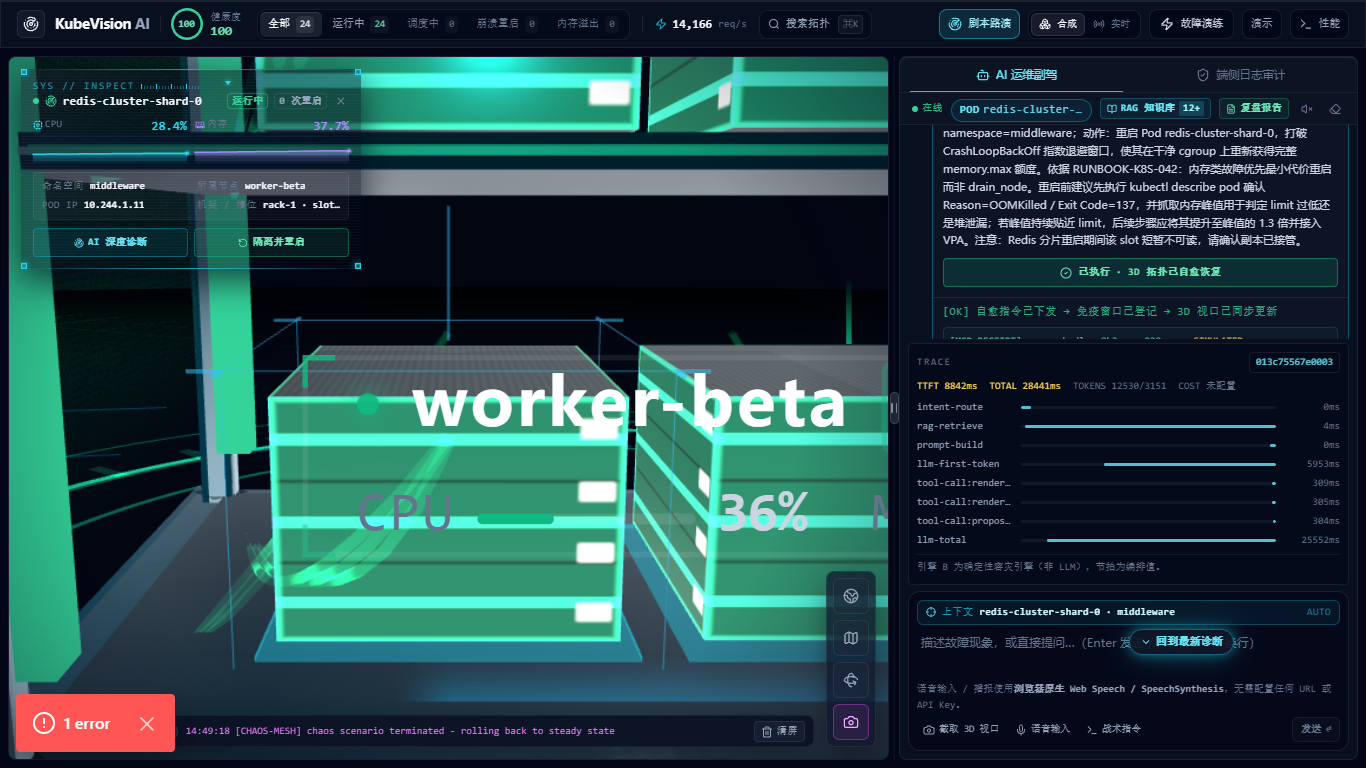 KubeVision AI
100
健康度
100
全部 24
运行中 24
调度中 0
崩溃重启 0
内存溢出 0
14,166 req/s
搜索拓扑 ⌘K
剧本路演
合成
实时
故障演练
演示
性能
SYS // INSPECT
redis-cluster-shard-0
运行中
0 次重启
CPU 28.4%
内存 37.7%
命名空间 middleware
所属节点 worker-beta
POD IP 10.244.1.11
机架 / 槽位 rack-1 · slot…
AI 深度诊断
隔离并重启
worker-beta
CPU
36%
M
1 error
14:49:18 [CHAOS-MESH] chaos scenario terminated - rolling back to steady state
清屏
AI 运维副驾
端侧日志审计
在线
POD redis-cluster-…
RAG 知识库 12+
复盘报告
namespace=middleware；动作：重启 Pod redis-cluster-shard-0，打破
CrashLoopBackOff 指数退避窗口，使其在干净 cgroup 上重新获得完整
memory.max 额度。依据 RUNBOOK-K8S-042：内存类故障优先最小代价重启
而非 drain_node。重启前建议先执行 kubectl describe pod 确认
Reason=OOMKilled / Exit Code=137，并抓取内存峰值用于判定 limit 过低还
是堆泄漏；若峰值持续贴近 limit，后续步骤应将其提升至峰值的 1.3 倍并接入
VPA。注意：Redis 分片重启期间该 slot 短暂不可读，请确认副本已接管。
已执行 · 3D 拓扑已自愈恢复
[OK] 自愈指令已下发 → 免疫窗口已登记 → 3D 视口已同步更新
TRACE
013c75567e0003
TTFT 8842ms TOTAL 28441ms TOKENS 12530/3151 COST 未配置
intent-route 0ms
rag-retrieve 4ms
prompt-build 0ms
llm-first-token 5953ms
tool-call:render… 309ms
tool-call:render… 305ms
tool-call:propos… 304ms
llm-total 25552ms
引擎 B 为确定性容灾引擎（非 LLM），节拍为编排值。
上下文 redis-cluster-shard-0 · middleware AUTO
描述故障现象，或直接提问…（Enter 发
回到最新诊断
行）
语音输入 / 播报使用浏览器原生 Web Speech / SpeechSynthesis，无需配置任何 URL 或
API Key。
截取 3D 视口
语音输入
战术指令
发送